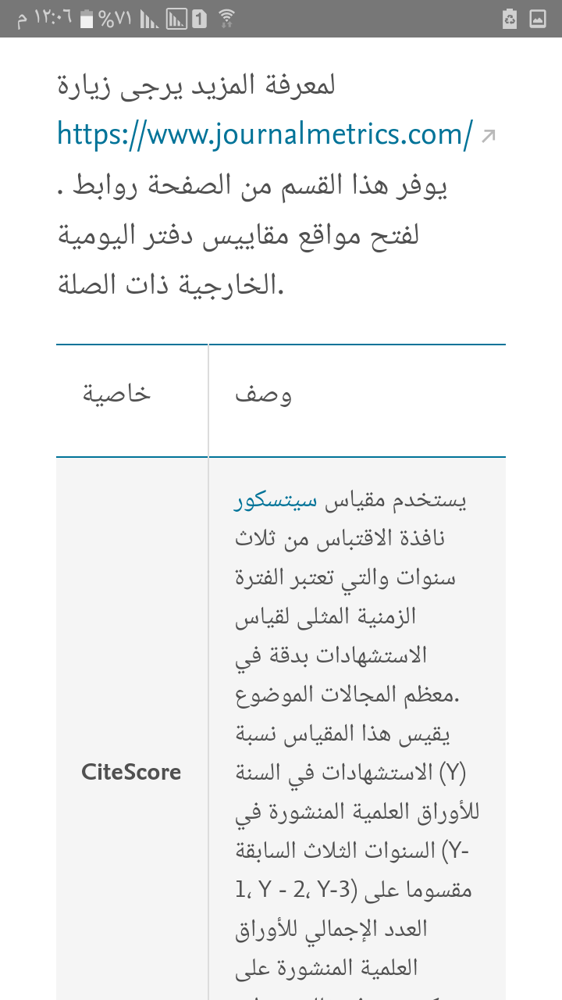 م ١٢:٠٦ %٧١ 1
لمعرفة المزيد يرجى زيارة
https://www.journalmetrics.com/
. يوفر هذا القسم من الصفحة روابط
لفتح مواقع مقاييس دفتر اليومية
الخارجية ذات الصلة.
خاصية
وصف
CiteScore
يستخدم مقياس سيتسكور
نافذة الاقتباس من ثلاث
سنوات والتي تعتبر الفترة
الزمنية المثلى لقياس
الاستشهادات بدقة في
معظم المجالات الموضوع.
يقيس هذا المقياس نسبة
الاستشهادات في السنة (Y)
للأوراق العلمية المنشورة في
السنوات الثلاث السابقة (Y-
1، Y - 2، Y-3) مقسوما على
العدد الإجمالي للأوراق
العلمية المنشورة على